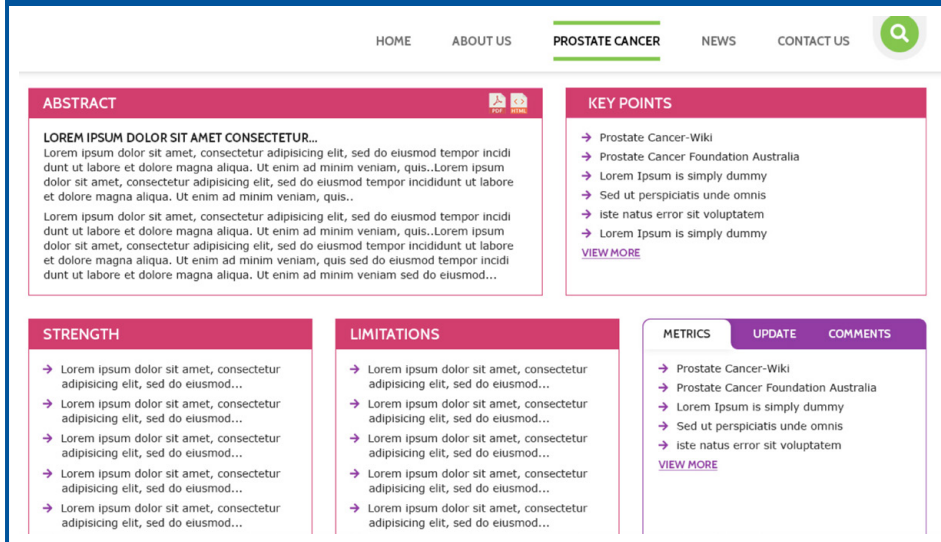 HOME ABOUT US PROSTATE CANCER NEWS CONTACT US
ABSTRACT
PDF HTML
LOREM IPSUM DOLOR SIT AMET CONSECTETUR...
Lorem ipsum dolor sit amet, consectetur adipisicing elit, sed do eiusmod tempor incidi
dunt ut labore et dolore magna aliqua. Ut enim ad minim veniam, quis..Lorem ipsum
dolor sit amet, consectetur adipisicing elit, sed do eiusmod tempor incididunt ut labore
et dolore magna aliqua. Ut enim ad minim veniam, quis..
Lorem ipsum dolor sit amet, consectetur adipisicing elit, sed do eiusmod tempor incidi
dunt ut labore et dolore magna aliqua. Ut enim ad minim veniam, quis..Lorem ipsum
dolor sit amet, consectetur adipisicing elit, sed do eiusmod tempor incididunt ut labore
et dolore magna aliqua. Ut enim ad minim veniam, quis sed do eiusmod tempor incidi
dunt ut labore et dolore magna aliqua. Ut enim ad minim veniam sed do eiusmod...
KEY POINTS
Prostate Cancer-Wiki
Prostate Cancer Foundation Australia
Lorem Ipsum is simply dummy
Sed ut perspiciatis unde omnis
iste natus error sit voluptatem
Lorem Ipsum is simply dummy
VIEW MORE
STRENGTH
Lorem ipsum dolor sit amet, consectetur
adipisicing elit, sed do eiusmod...
Lorem ipsum dolor sit amet, consectetur
adipisicing elit, sed do eiusmod...
Lorem ipsum dolor sit amet, consectetur
adipisicing elit, sed do eiusmod...
Lorem ipsum dolor sit amet, consectetur
adipisicing elit, sed do eiusmod...
Lorem ipsum dolor sit amet, consectetur
adipisicing elit, sed do eiusmod...
LIMITATIONS
Lorem ipsum dolor sit amet, consectetur
adipisicing elit, sed do eiusmod...
Lorem ipsum dolor sit amet, consectetur
adipisicing elit, sed do eiusmod...
Lorem ipsum dolor sit amet, consectetur
adipisicing elit, sed do eiusmod...
Lorem ipsum dolor sit amet, consectetur
adipisicing elit, sed do eiusmod...
Lorem ipsum dolor sit amet, consectetur
adipisicing elit, sed do eiusmod...
METRICS UPDATE COMMENTS
Prostate Cancer-Wiki
Prostate Cancer Foundation Australia
Lorem Ipsum is simply dummy
Sed ut perspiciatis unde omnis
iste natus error sit voluptatem
VIEW MORE